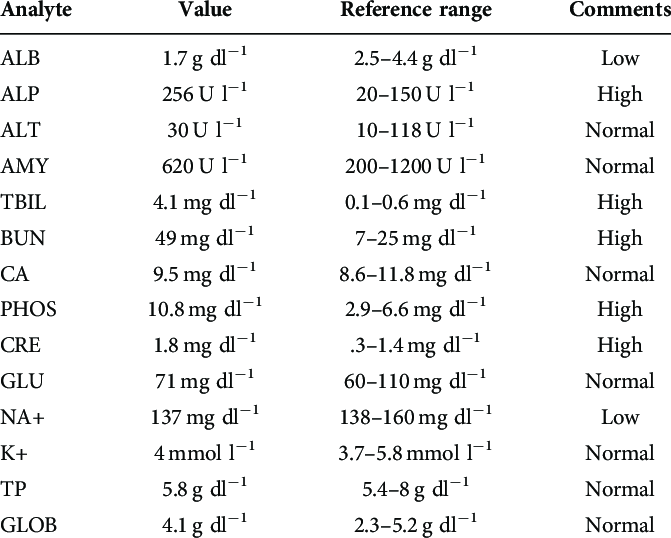 Analyte Value Reference range Comments
ALB 1.7 g dl⁻¹ 2.5–4.4 g dl⁻¹ Low
ALP 256 U l⁻¹ 20–150 U l⁻¹ High
ALT 30 U l⁻¹ 10–118 U l⁻¹ Normal
AMY 620 U l⁻¹ 200–1200 U l⁻¹ Normal
TBIL 4.1 mg dl⁻¹ 0.1–0.6 mg dl⁻¹ High
BUN 49 mg dl⁻¹ 7–25 mg dl⁻¹ High
CA 9.5 mg dl⁻¹ 8.6–11.8 mg dl⁻¹ Normal
PHOS 10.8 mg dl⁻¹ 2.9–6.6 mg dl⁻¹ High
CRE 1.8 mg dl⁻¹ .3–1.4 mg dl⁻¹ High
GLU 71 mg dl⁻¹ 60–110 mg dl⁻¹ Normal
NA+ 137 mg dl⁻¹ 138–160 mg dl⁻¹ Low
K+ 4 mmol l⁻¹ 3.7–5.8 mmol l⁻¹ Normal
TP 5.8 g dl⁻¹ 5.4–8 g dl⁻¹ Normal
GLOB 4.1 g dl⁻¹ 2.3–5.2 g dl⁻¹ Normal